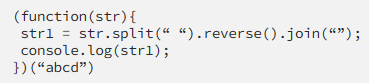 (function(str){
str1 = str.split(“ “).reverse().join(“”);
console.log(str1);
})(“abcd”)